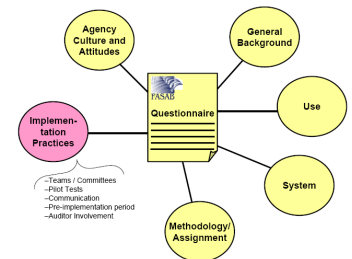 Agency
Culture and
Attitudes
General
Background
FASAB
Questionnaire
Use
Implemen-
tation
Practices
–Teams / Committees
–Pilot Tests
–Communication
–Pre-implementation period
–Auditor Involvement
System
Methodology/
Assignment